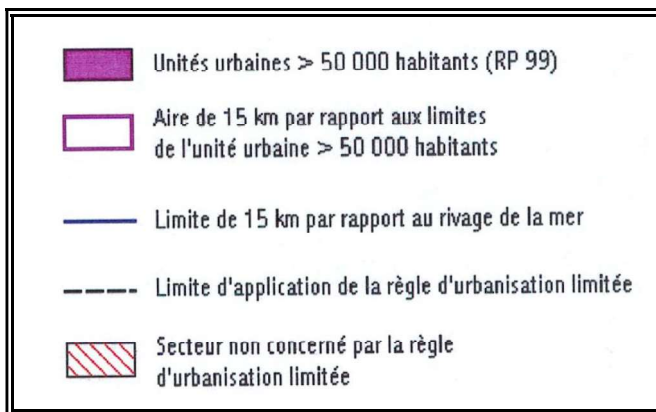 Unités urbaines > 50 000 habitants (RP 99)
Aire de 15 km par rapport aux limites
de l'unité urbaine > 50 000 habitants
Limite de 15 km par rapport au rivage de la mer
Limite d'application de la règle d'urbanisation limitée
Secteur non concerné par la règle
d'urbanisation limitée